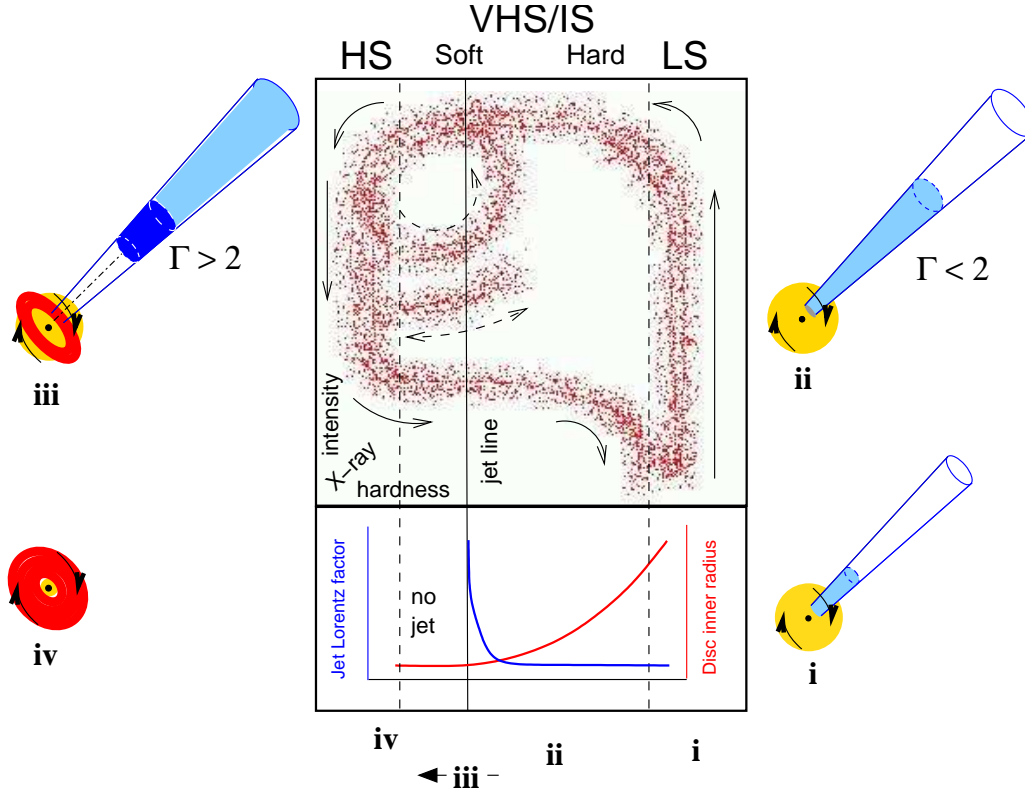 VHS/IS
HS Soft Hard LS
Γ > 2
Γ < 2
iii
ii
intensity
X-ray
hardness
jet line
iv
i
Jet Lorentz factor
no
jet
Disc inner radius
iv
ii
i
iii